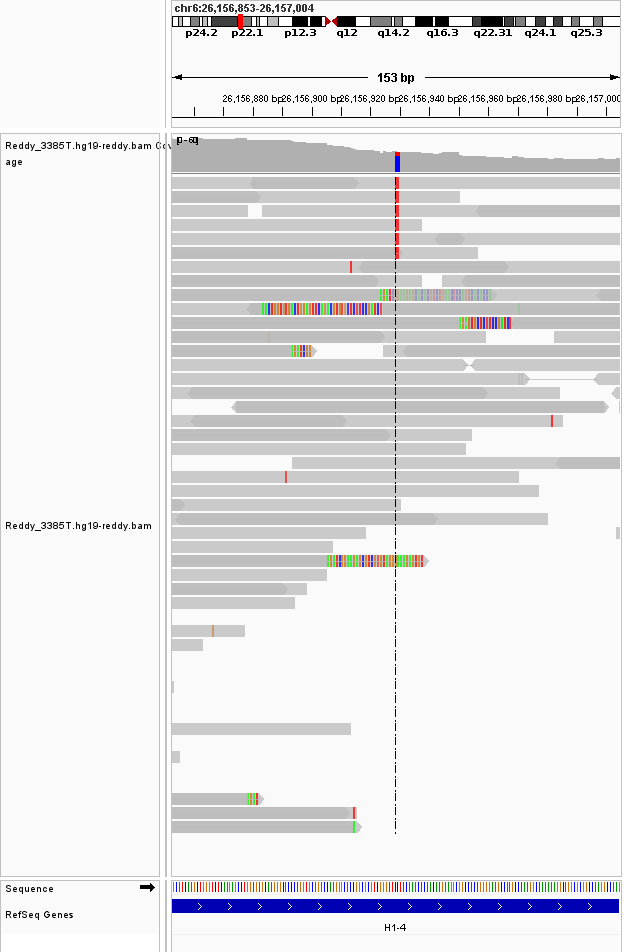 chr6:26,156,853-26,157,004
p24.2 p22.1 p12.3 q12 q14.2 q16.3 q22.31 q24.1 q25.3
153 bp
26,156,880 bp 26,156,900 bp 26,156,920 bp 26,156,940 bp 26,156,960 bp 26,156,980 bp 26,157,000
Reddy_3385T.hg19-reddy.bam Cov
age
Reddy_3385T.hg19-reddy.bam
Sequence
RefSeq Genes
H1-4